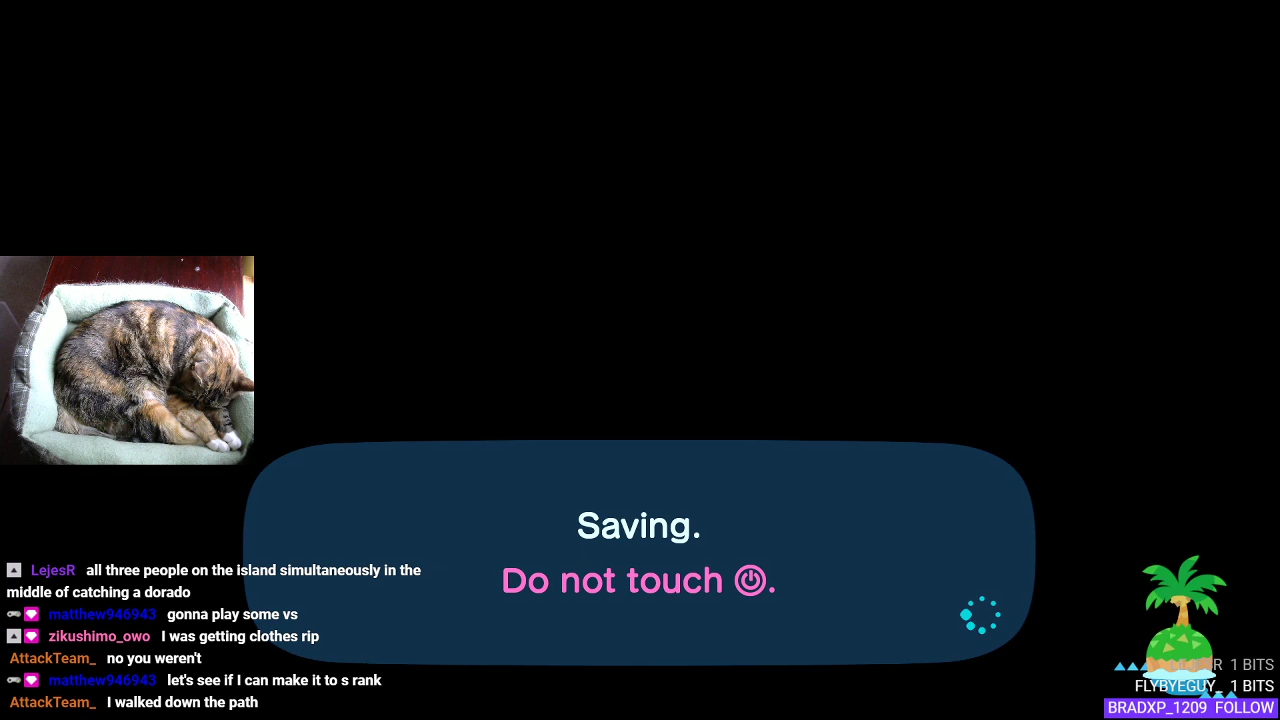 Saving.
Do not touch
LejesR all three people on the island simultaneously in the
middle of catching a dorado
matthew946943 gonna play some vs
zikushimo_owo I was getting clothes rip
AttackTeam_ no you weren't
matthew946943 let's see if I can make it to s rank
AttackTeam_ I walked down the path
1 BITS
FLYBYEGUY_ 1 BITS
BRADXP_1209 FOLLOW